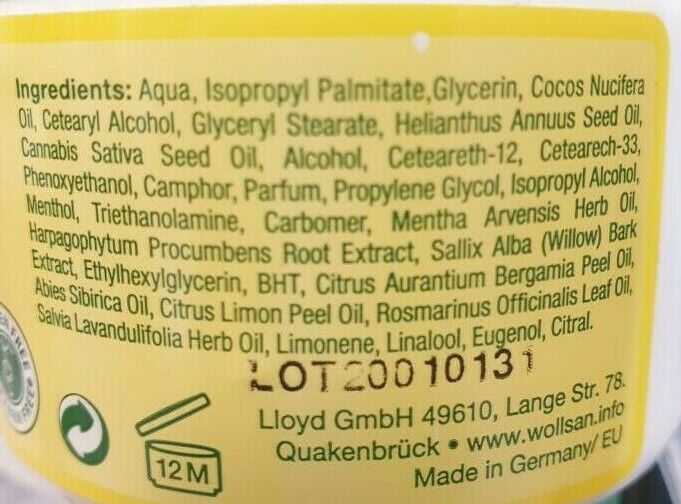 Ingredients: Aqua, Isopropyl Palmitate,Glycerin, Cocos Nucifera
Oil, Cetearyl Alcohol, Glyceryl Stearate, Helianthus Annuus Seed Oil,
Cannabis Sativa Seed Oil, Alcohol, Ceteareth-12, Cetearech-33,
Phenoxyethanol, Camphor, Parfum, Propylene Glycol, Isopropyl Alcohol,
Menthol, Triethanolamine, Carbomer, Mentha Arvensis Herb Oil,
Harpagophytum Procumbens Root Extract, Sallix Alba (Willow) Bark
Extract, Ethylhexylglycerin, BHT, Citrus Aurantium Bergamia Peel Oil,
Abies Sibirica Oil, Citrus Limon Peel Oil, Rosmarinus Officinalis Leaf Oil,
Salvia Lavandulifolia Herb Oil, Limonene, Linalool, Eugenol, Citral.
LOT20010131
Lloyd GmbH 49610, Lange Str. 78.
Quakenbrück • www.wollsan.info
Made in Germany/ EU
12 M
FREE